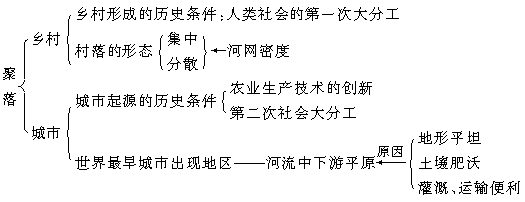 乡村形成的历史条件:人类社会的第一次大分工
乡村
村落的形态
集中
分散
河网密度
聚落
城市起源的历史条件
农业生产技术的创新
第二次社会大分工
城市
世界最早城市出现地区——河流中下游平原
原因
地形平坦
土壤肥沃
灌溉、运输便利